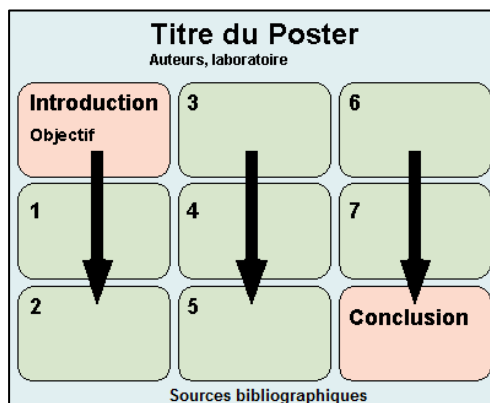 Titre du Poster
Auteurs, laboratoire
Introduction
Objectif
1
2
3
4
5
6
7
Conclusion
Sources bibliographiques